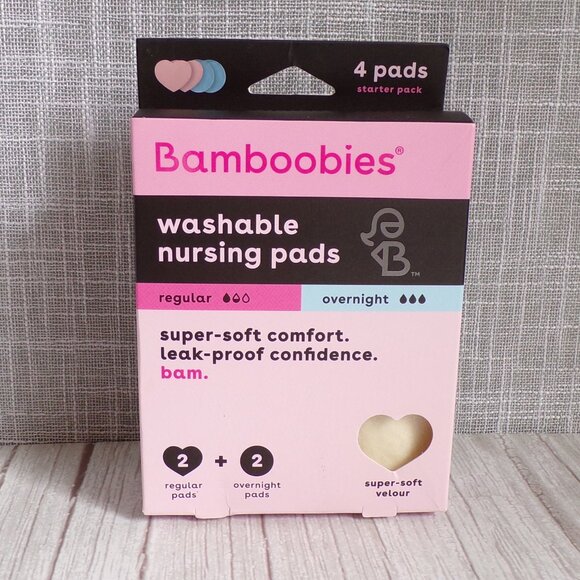 4 pads
starter pack
Bamboobies®
washable
nursing pads
B™
regular
overnight
super-soft comfort.
leak-proof confidence.
bam.
2 + 2
regular pads
overnight pads
super-soft
velour